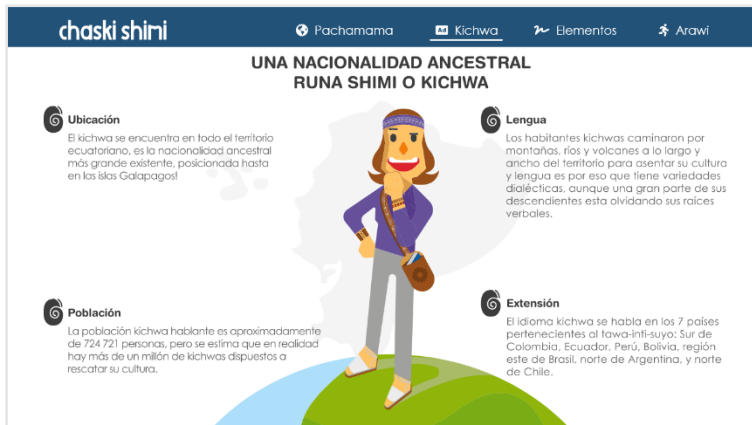 chaski shimi
Pachamama
Ad Kichwa
Elementos
Arawi
UNA NACIONALIDAD ANCESTRAL
RUNA SHIMI O KICHWA
Ubicación
El kichwa se encuentra en todo el territorio
ecuatoriano, es la nacionalidad ancestral
más grande existente, posicionada hasta
en las islas Galapagos!
Lengua
Los habitantes kichwas caminaron por
montañas, ríos y volcanes a lo largo y
ancho del territorio para asentar su cultura
y lengua es por eso que tiene variedades
dialécticas, aunque una gran parte de sus
descendientes esta olvidando sus raíces
verbales.
Población
La población kichwa hablante es aproximadamente
de 724 721 personas, pero se estima que en realidad
hay más de un millón de kichwas dispuestos a
rescatar su cultura.
Extensión
El idioma kichwa se habla en los 7 países
pertenecientes al tawa-inti-suyo: Sur de
Colombia, Ecuador, Perú, Bolivia, región
este de Brasil, norte de Argentina, y norte
de Chile.